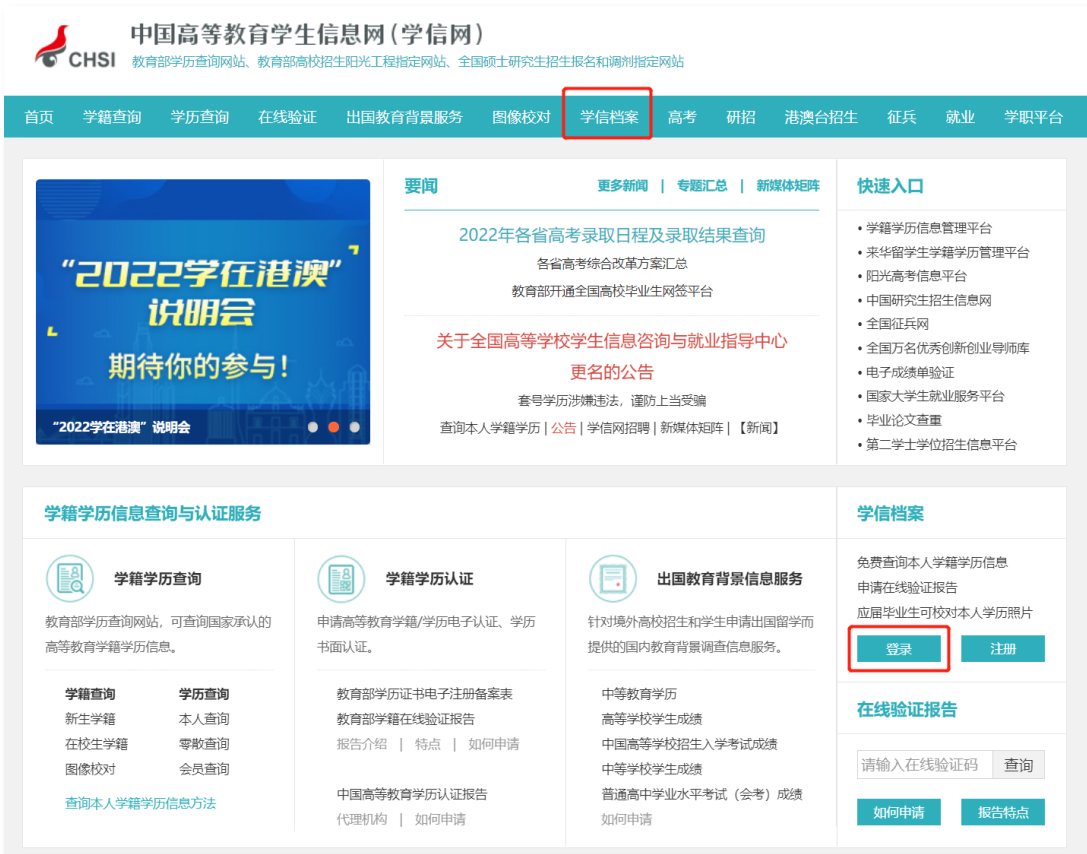 中国高等教育学生信息网(学信网)
CHSI
教育部学历查询网站、教育部高校招生阳光工程指定网站、全国硕士研究生招生报名和调剂指定网站
首页 学籍查询 学历查询 在线验证 出国教育背景服务 图像校对 学信档案 高考 研招 港澳台招生 征兵 就业 学职平台
“2022学在港澳”
说明会
期待你的参与!
“2022学在港澳”说明会
要闻 更多新闻 | 专题汇总 | 新媒体矩阵
2022年各省高考录取日程及录取结果查询
各省高考综合改革方案汇总
教育部开通全国高校毕业生网签平台
关于全国高等学校学生信息咨询与就业指导中心
更名的公告
套号学历涉嫌违法，谨防上当受骗
查询本人学籍学历 | 公告 | 学信网招聘 | 新媒体矩阵 | 【新闻】
快速入口
• 学籍学历信息管理平台
• 来华留学生学籍学历管理平台
• 阳光高考信息平台
• 中国研究生招生信息网
• 全国征兵网
• 全国万名优秀创新创业导师库
• 电子成绩单验证
• 国家大学生就业服务平台
• 毕业论文查重
• 第二学士学位招生信息平台
学籍学历信息查询与认证服务
学籍学历查询
教育部学历查询网站，可查询国家承认的
高等教育学籍学历信息。
学籍查询 学历查询
新生学籍 本人查询
在校生学籍 零散查询
图像校对 会员查询
查询本人学籍学历信息方法
学籍学历认证
申请高等教育学籍/学历电子认证、学历
书面认证。
教育部学历证书电子注册备案表
教育部学籍在线验证报告
报告介绍 | 特点 | 如何申请
中国高等教育学历认证报告
代理机构 | 如何申请
出国教育背景信息服务
针对境外高校招生和学生申请出国留学而
提供的国内教育背景调查信息服务。
中等教育学历
高等学校学生成绩
中国高等学校招生入学考试成绩
中等学校学生成绩
普通高中学业水平考试（会考）成绩
如何申请
学信档案
免费查询本人学籍学历信息
申请在线验证报告
应届毕业生可校对本人学历照片
登录 注册
在线验证报告
请输入在线验证码 查询
如何申请 报告特点